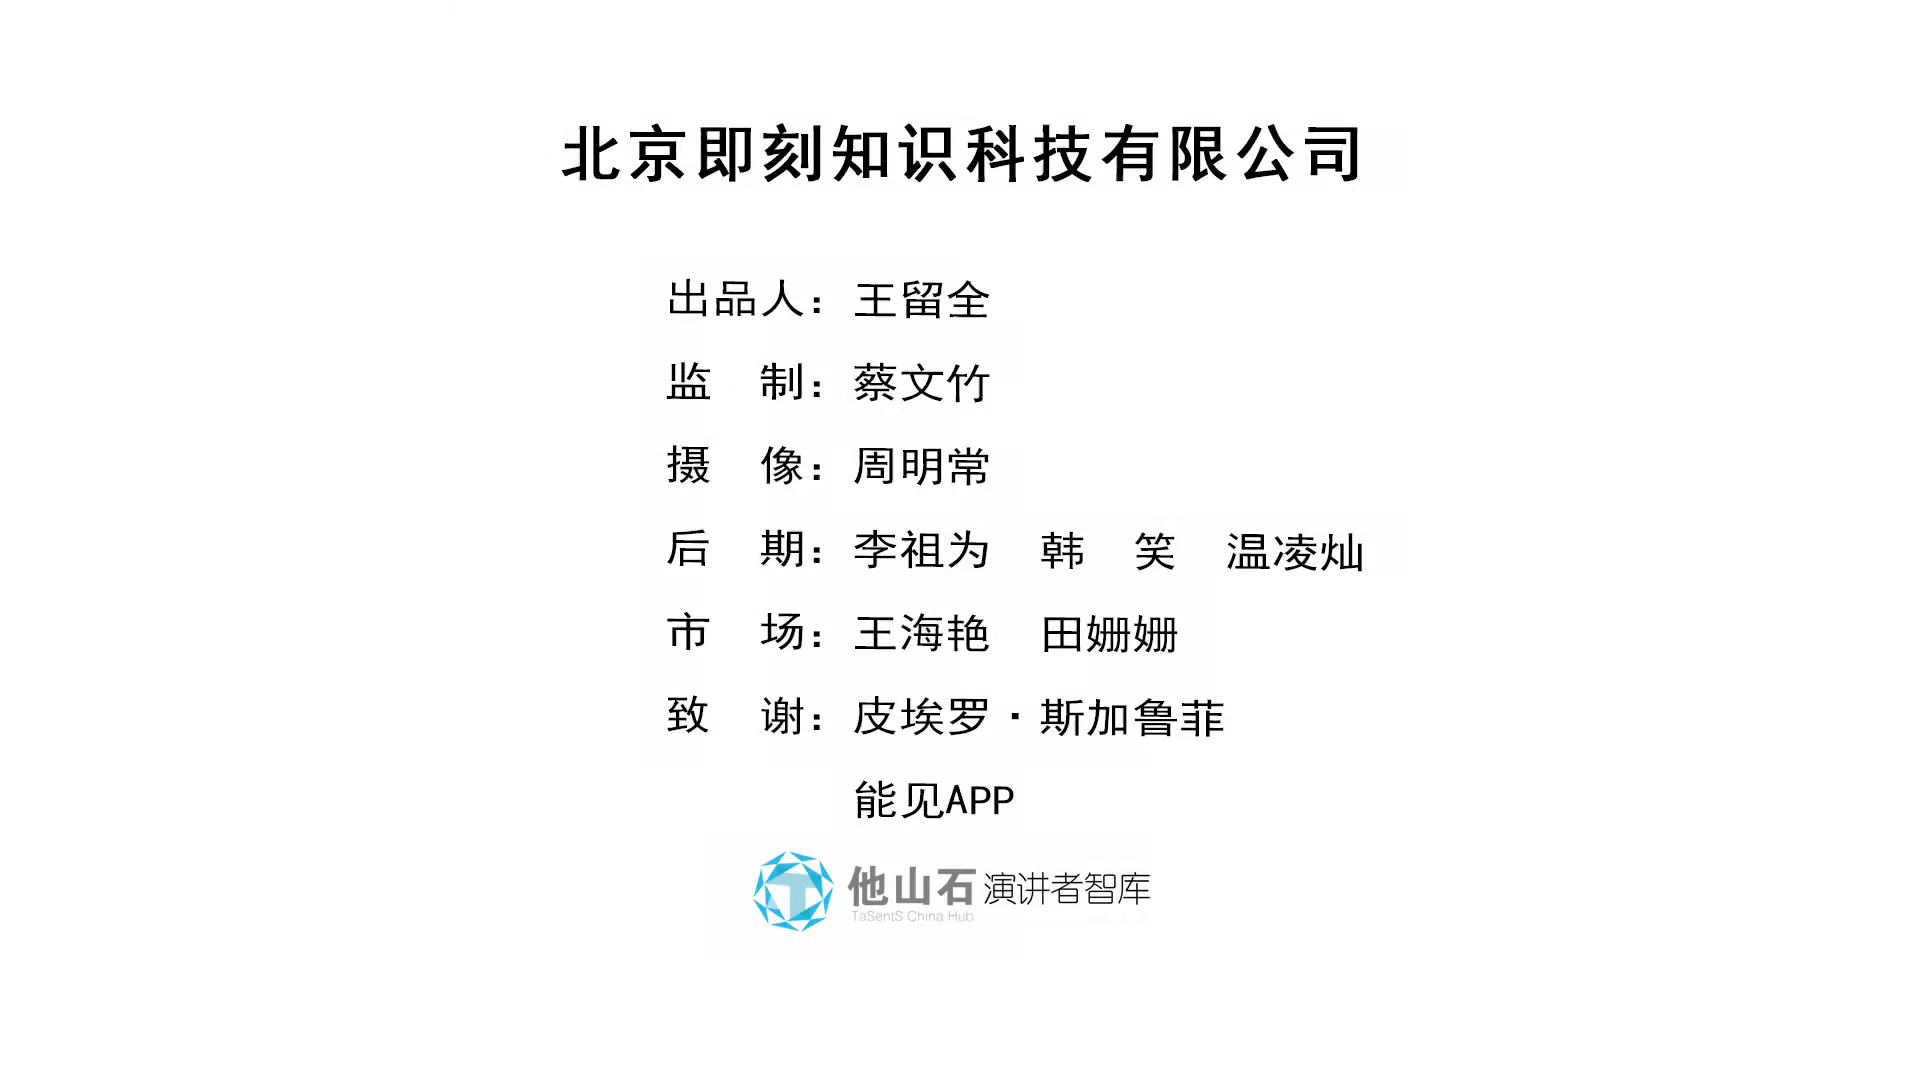 北京即刻知识科技有限公司
出品人：王留全
监　制：蔡文竹
摄　像：周明常
后　期：李祖为　韩　笑　温凌灿
市　场：王海艳　田姗姗
致　谢：皮埃罗·斯加鲁菲
能见APP
他山石 演讲者智库
TaSentS China Hub